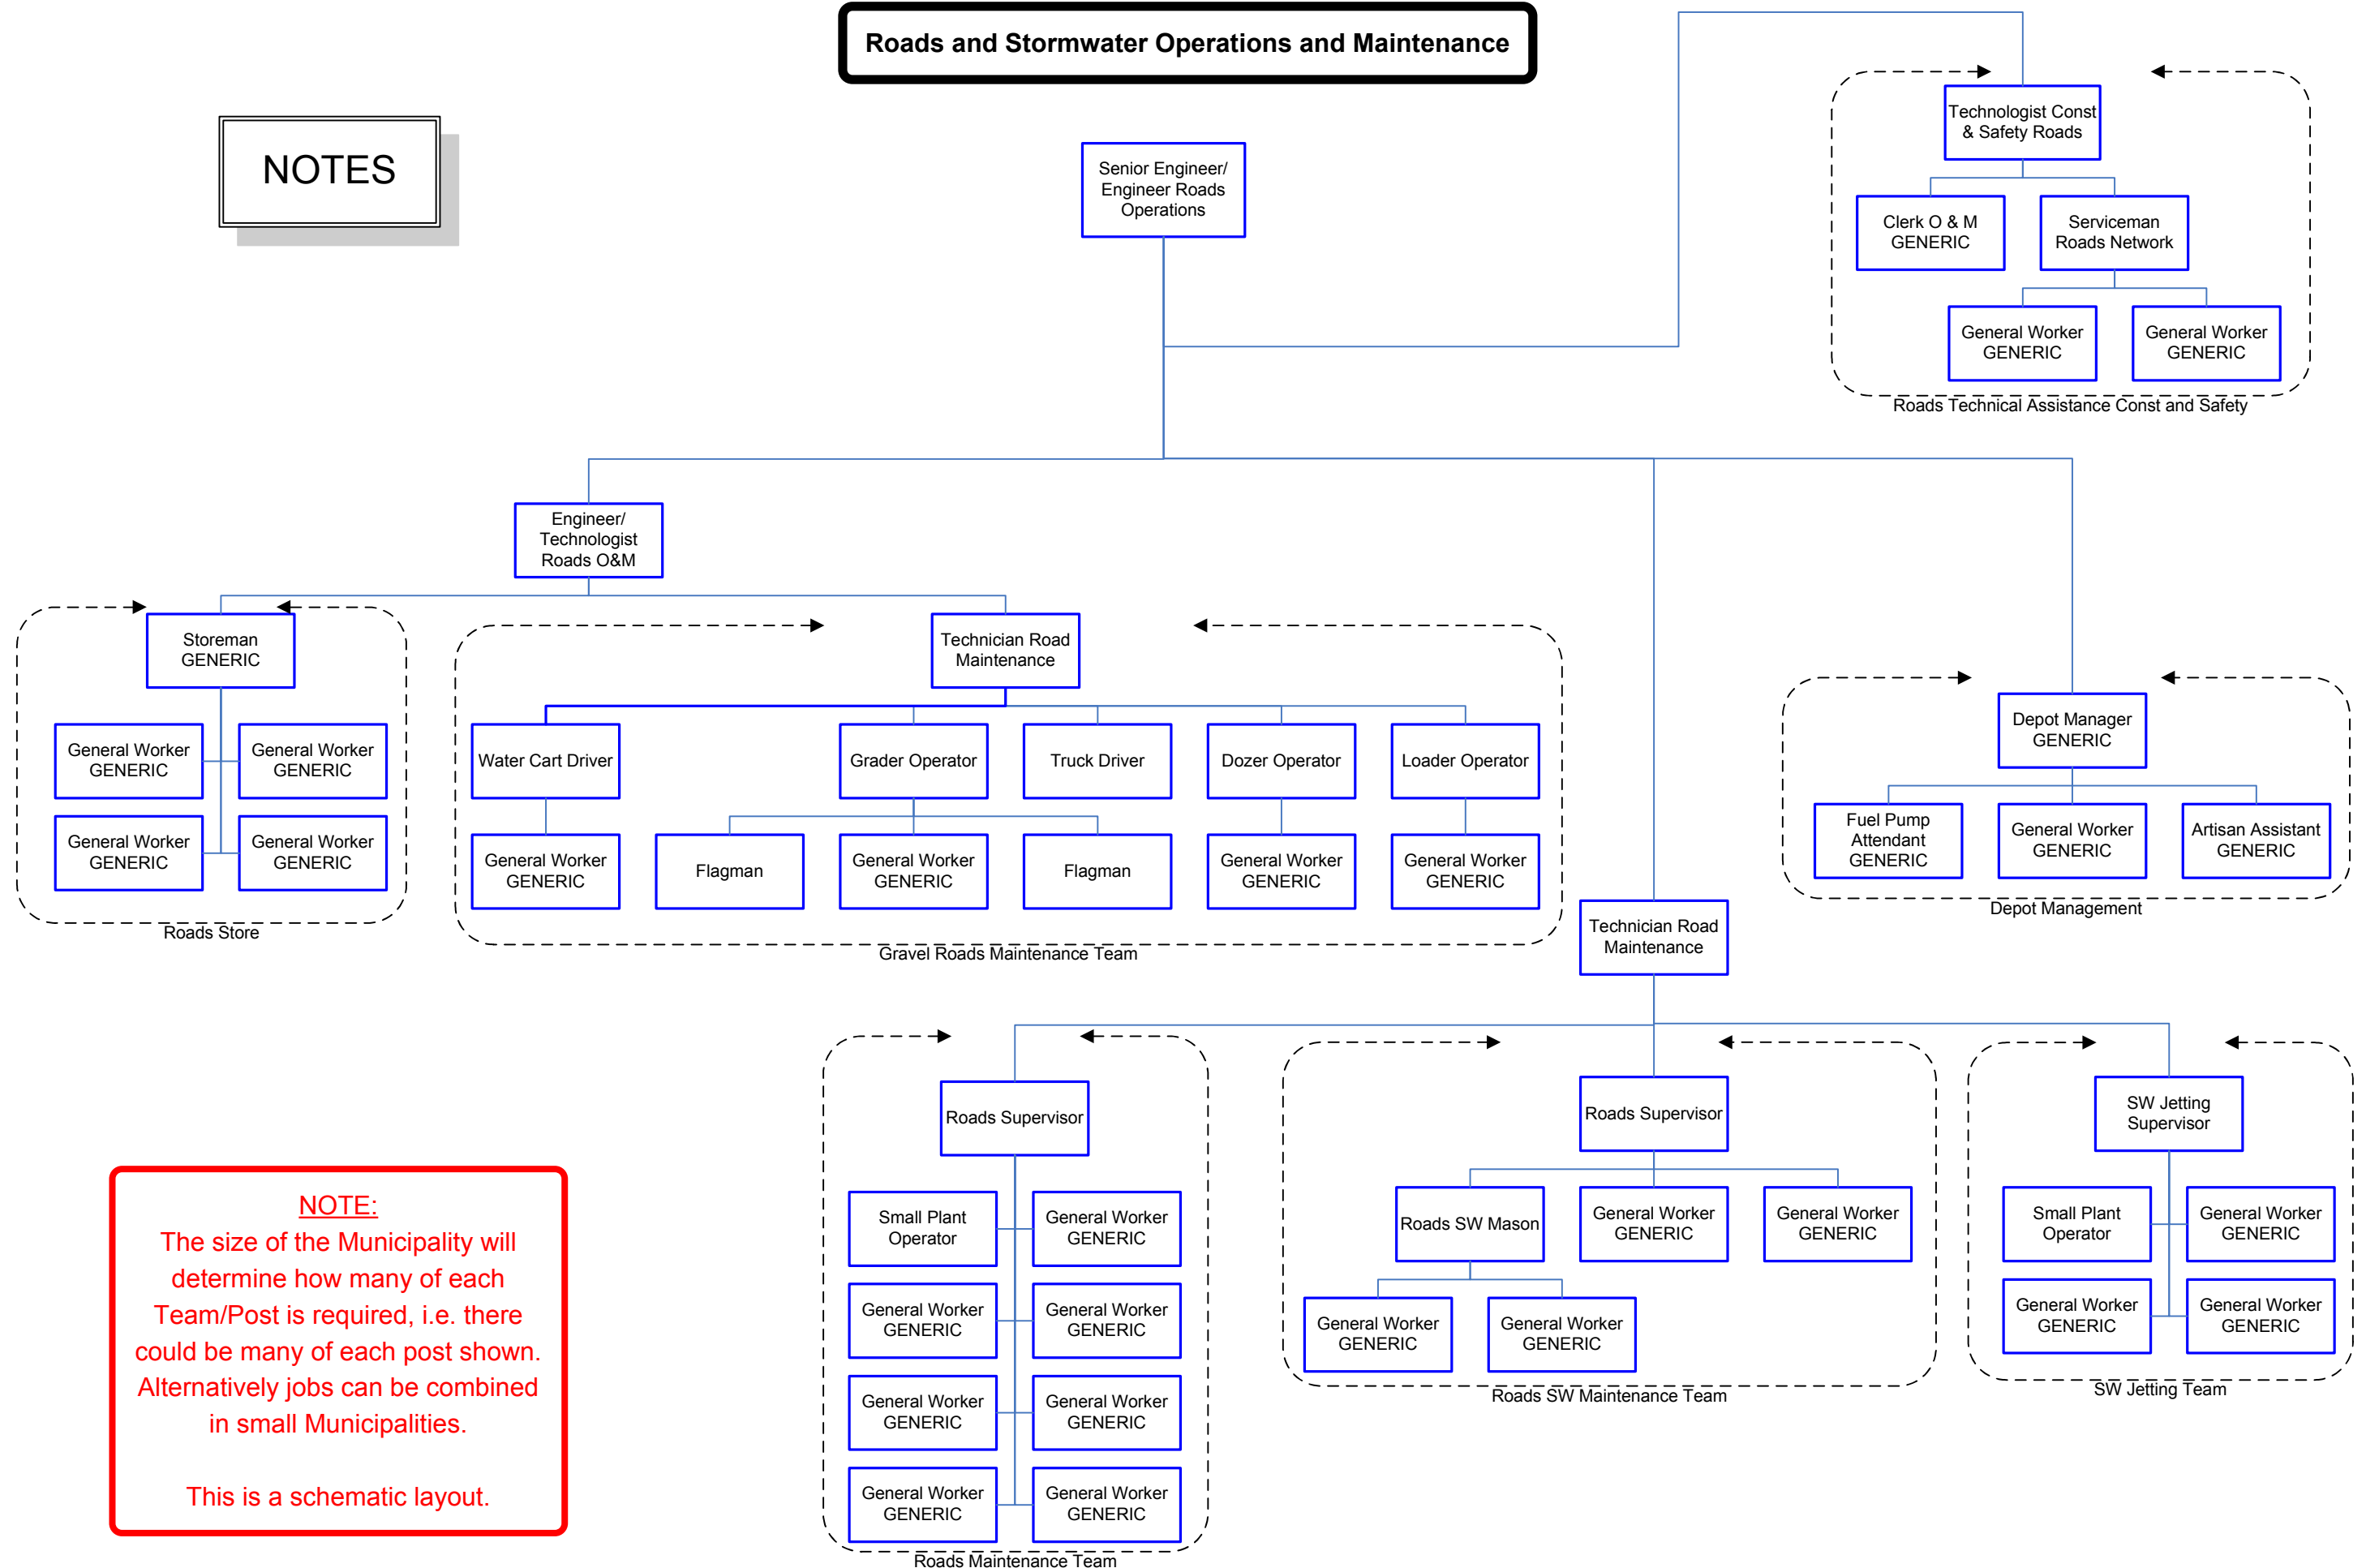 Roads and Stormwater Operations and Maintenance
NOTES
Senior Engineer/
Engineer Roads
Operations
Technologist Const
& Safety Roads
Clerk O & M
GENERIC
Serviceman
Roads Network
General Worker
GENERIC
General Worker
GENERIC
Roads Technical Assistance Const and Safety
Engineer/
Technologist
Roads O&M
Storeman
GENERIC
General Worker
GENERIC
General Worker
GENERIC
General Worker
GENERIC
General Worker
GENERIC
Roads Store
Technician Road
Maintenance
Water Cart Driver
Grader Operator
Truck Driver
Dozer Operator
Loader Operator
General Worker
GENERIC
Flagman
General Worker
GENERIC
Flagman
General Worker
GENERIC
General Worker
GENERIC
Gravel Roads Maintenance Team
Depot Manager
GENERIC
Fuel Pump
Attendant
GENERIC
General Worker
GENERIC
Artisan Assistant
GENERIC
Depot Management
Technician Road
Maintenance
Roads Supervisor
Small Plant
Operator
General Worker
GENERIC
General Worker
GENERIC
General Worker
GENERIC
General Worker
GENERIC
General Worker
GENERIC
General Worker
GENERIC
General Worker
GENERIC
Roads Maintenance Team
Roads Supervisor
Roads SW Mason
General Worker
GENERIC
General Worker
GENERIC
General Worker
GENERIC
General Worker
GENERIC
Roads SW Maintenance Team
SW Jetting
Supervisor
Small Plant
Operator
General Worker
GENERIC
General Worker
GENERIC
General Worker
GENERIC
SW Jetting Team
NOTE:
The size of the Municipality will
determine how many of each
Team/Post is required, i.e. there
could be many of each post shown.
Alternatively jobs can be combined
in small Municipalities.
This is a schematic layout.